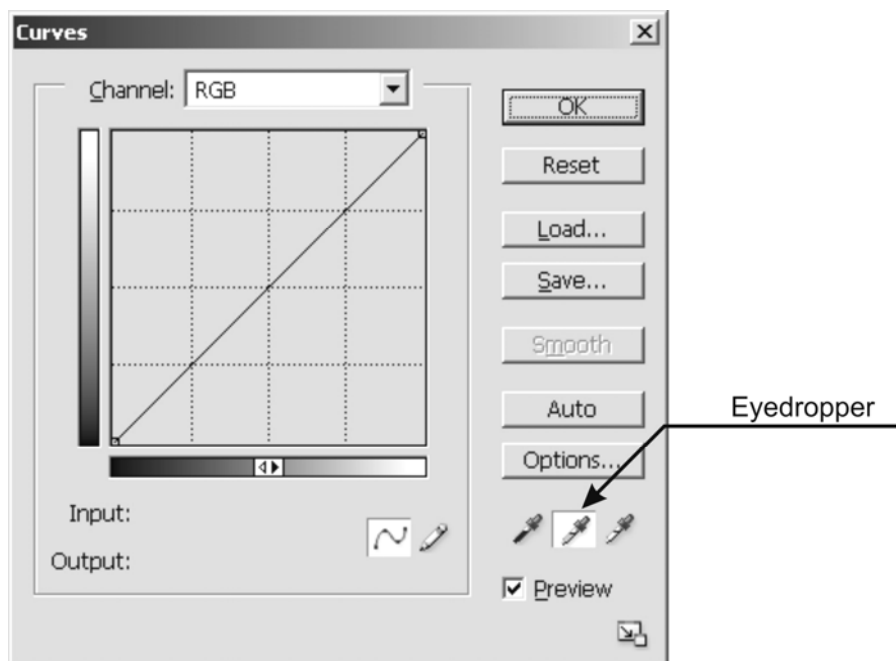 Curves
Channel: RGB
OK
Reset
Load...
Save...
Smooth
Auto
Eyedropper
Options...
Input:
Output:
Preview